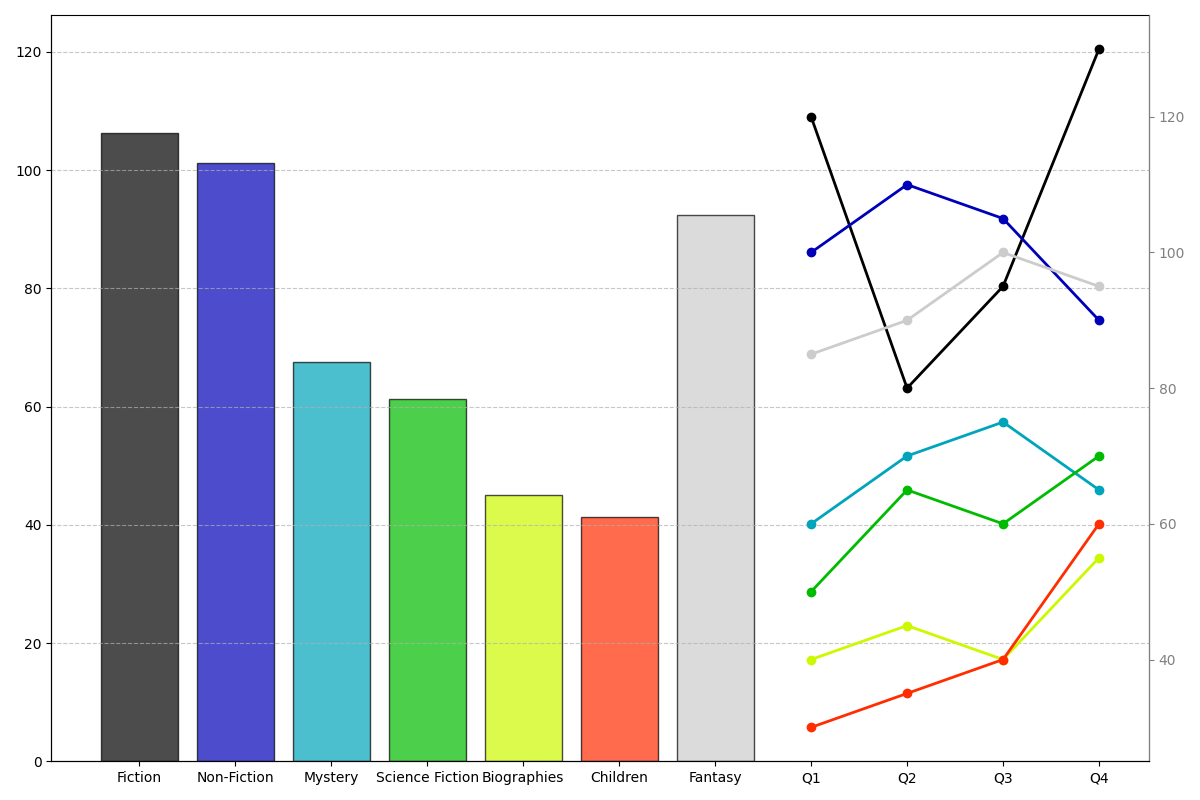 120
100
80
60
40
20
0
Fiction
Non-Fiction
Mystery
Science Fiction
Biographies
Children
Fantasy
Q1
Q2
Q3
Q4
120
100
80
60
40